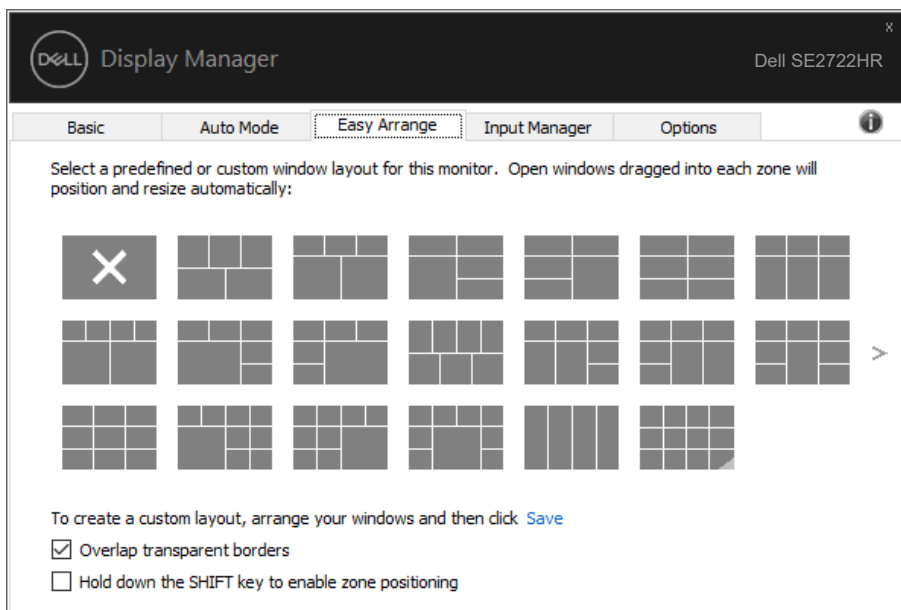 x
DELL Display Manager
Dell SE2722HR
Basic Auto Mode Easy Arrange Input Manager Options
Select a predefined or custom window layout for this monitor. Open windows dragged into each zone will
position and resize automatically:
>
To create a custom layout, arrange your windows and then click Save
Overlap transparent borders
Hold down the SHIFT key to enable zone positioning